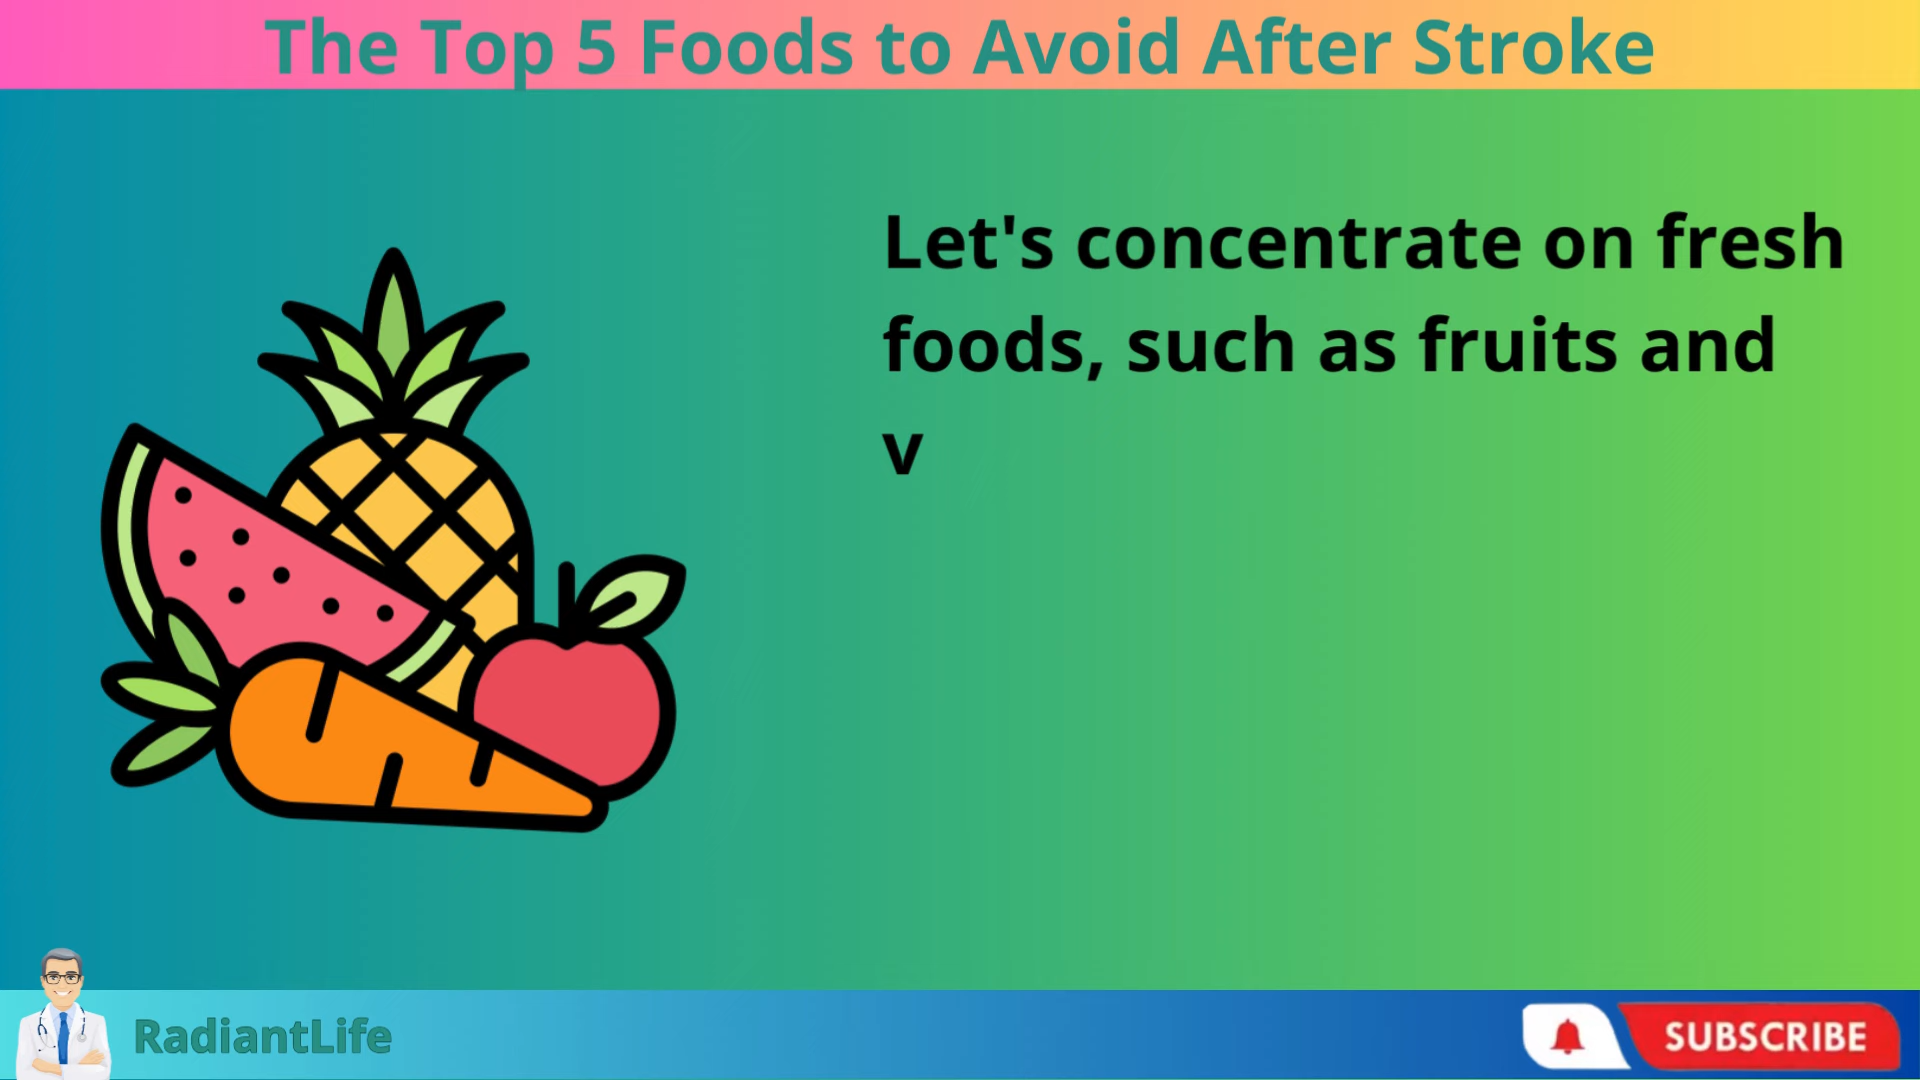 The Top 5 Foods to Avoid After Stroke
Let's concentrate on fresh
foods, such as fruits and
v
RadiantLife
SUBSCRIBE